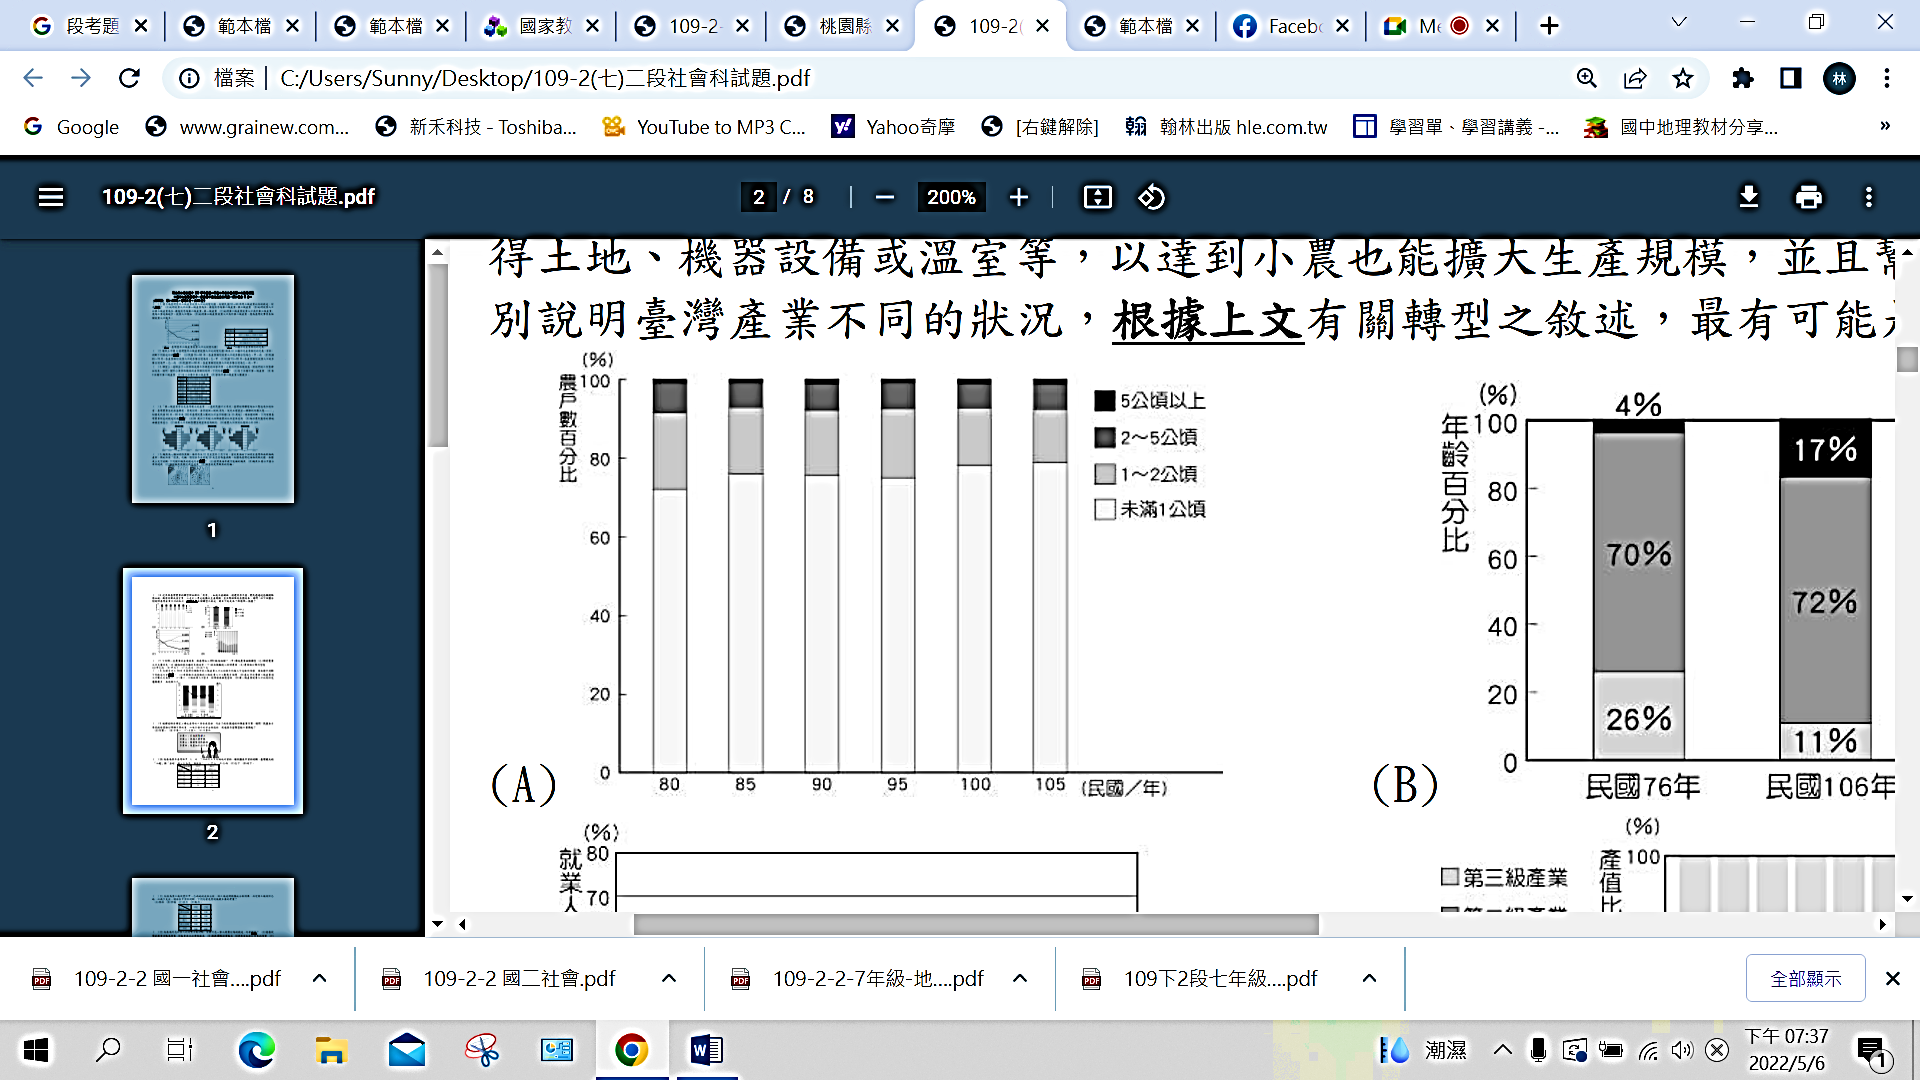 段考題
範本檔
範本檔
國家教
109-2-
桃園縣
109-2(
範本檔
Faceb
Me
檔案 | C:/Users/Sunny/Desktop/109-2(七)二段社會科試題.pdf
林
Google
www.grainew.com...
新禾科技 - Toshiba...
YouTube to MP3 C...
Yahoo奇摩
[右鍵解除]
翰林出版 hle.com.tw
學習單、學習講義 -...
國中地理教材分享...
»
109-2(七)二段社會科試題.pdf
2 / 8
200%
得土地、機器設備或溫室等，以達到小農也能擴大生產規模，並且
別說明臺灣產業不同的狀況，根據上文有關轉型之敘述，最有可能
(%)
農戶數百分比
100
80
60
40
20
0
80 85 90 95 100 105 (民國／年)
5公頃以上
2～5公頃
1～2公頃
未滿1公頃
(A)
(%)
年齡百分比
100
80
60
40
20
0
4%
70%
26%
17%
72%
11%
民國76年 民國106年
(B)
(%)
就業人
80
70
第三級產業
(%)
產值比
100
1
2
109-2-2 國一社會....pdf
109-2-2 國二社會.pdf
109-2-2-7年級-地....pdf
109下2段七年級....pdf
全部顯示
潮濕
下午 07:37
2022/5/6
1